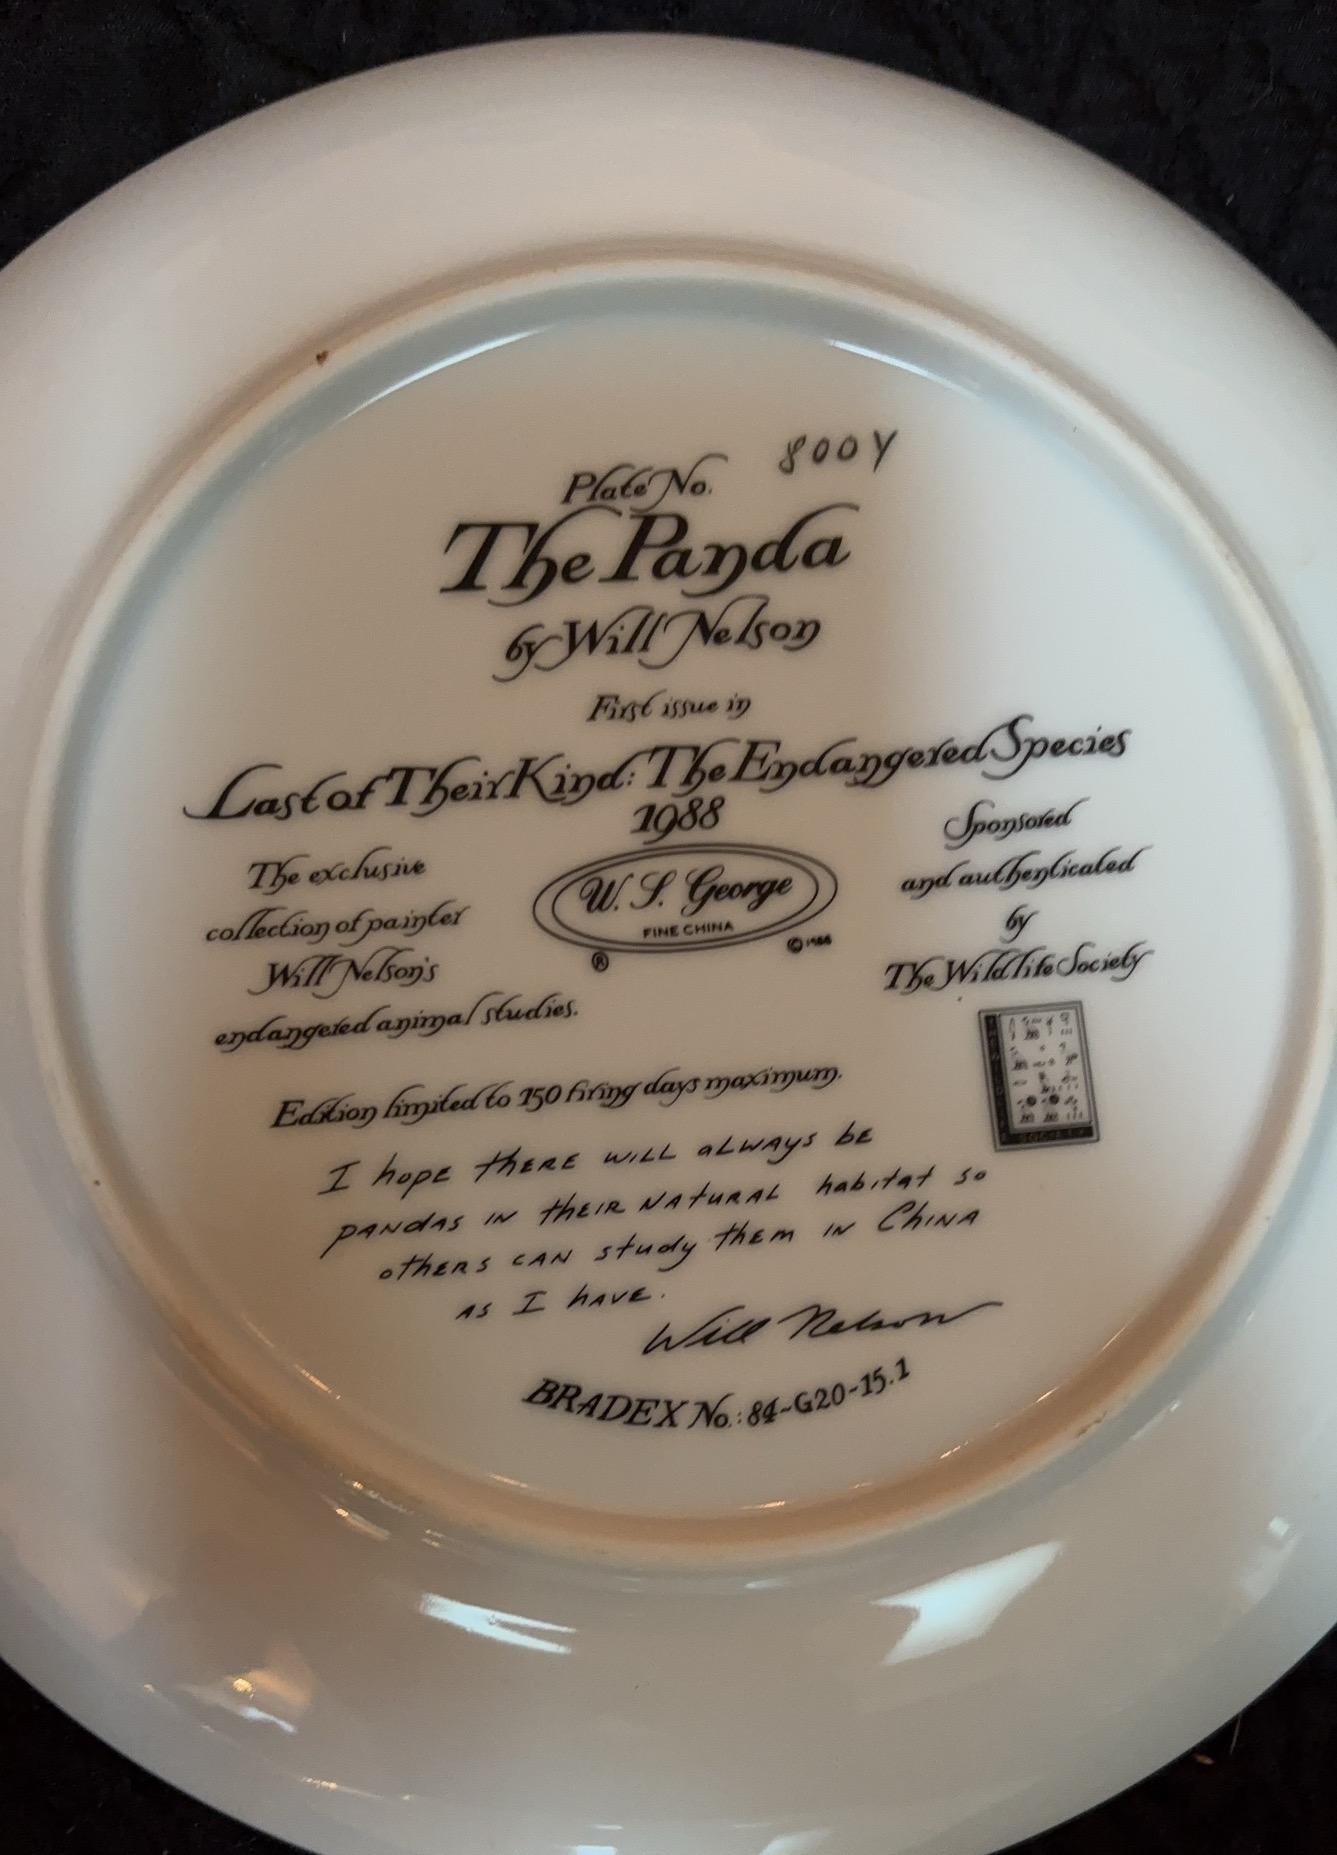 Plate No. 800Y
The Panda
by Will Nelson
First issue in
Last of Their Kind: The Endangered Species
1988
The exclusive
collection of painter
Will Nelson's
endangered animal studies.
W. S. George
FINE CHINA
® © 1988
Sponsored
and authenticated
by
The Wildlife Society
SOCIETY
Edition limited to 150 firing days maximum.
I hope there will always be
pandas in their natural habitat so
others can study them in China
as I have.
Will Nelson
BRADEX No.: 84-G20-15.1